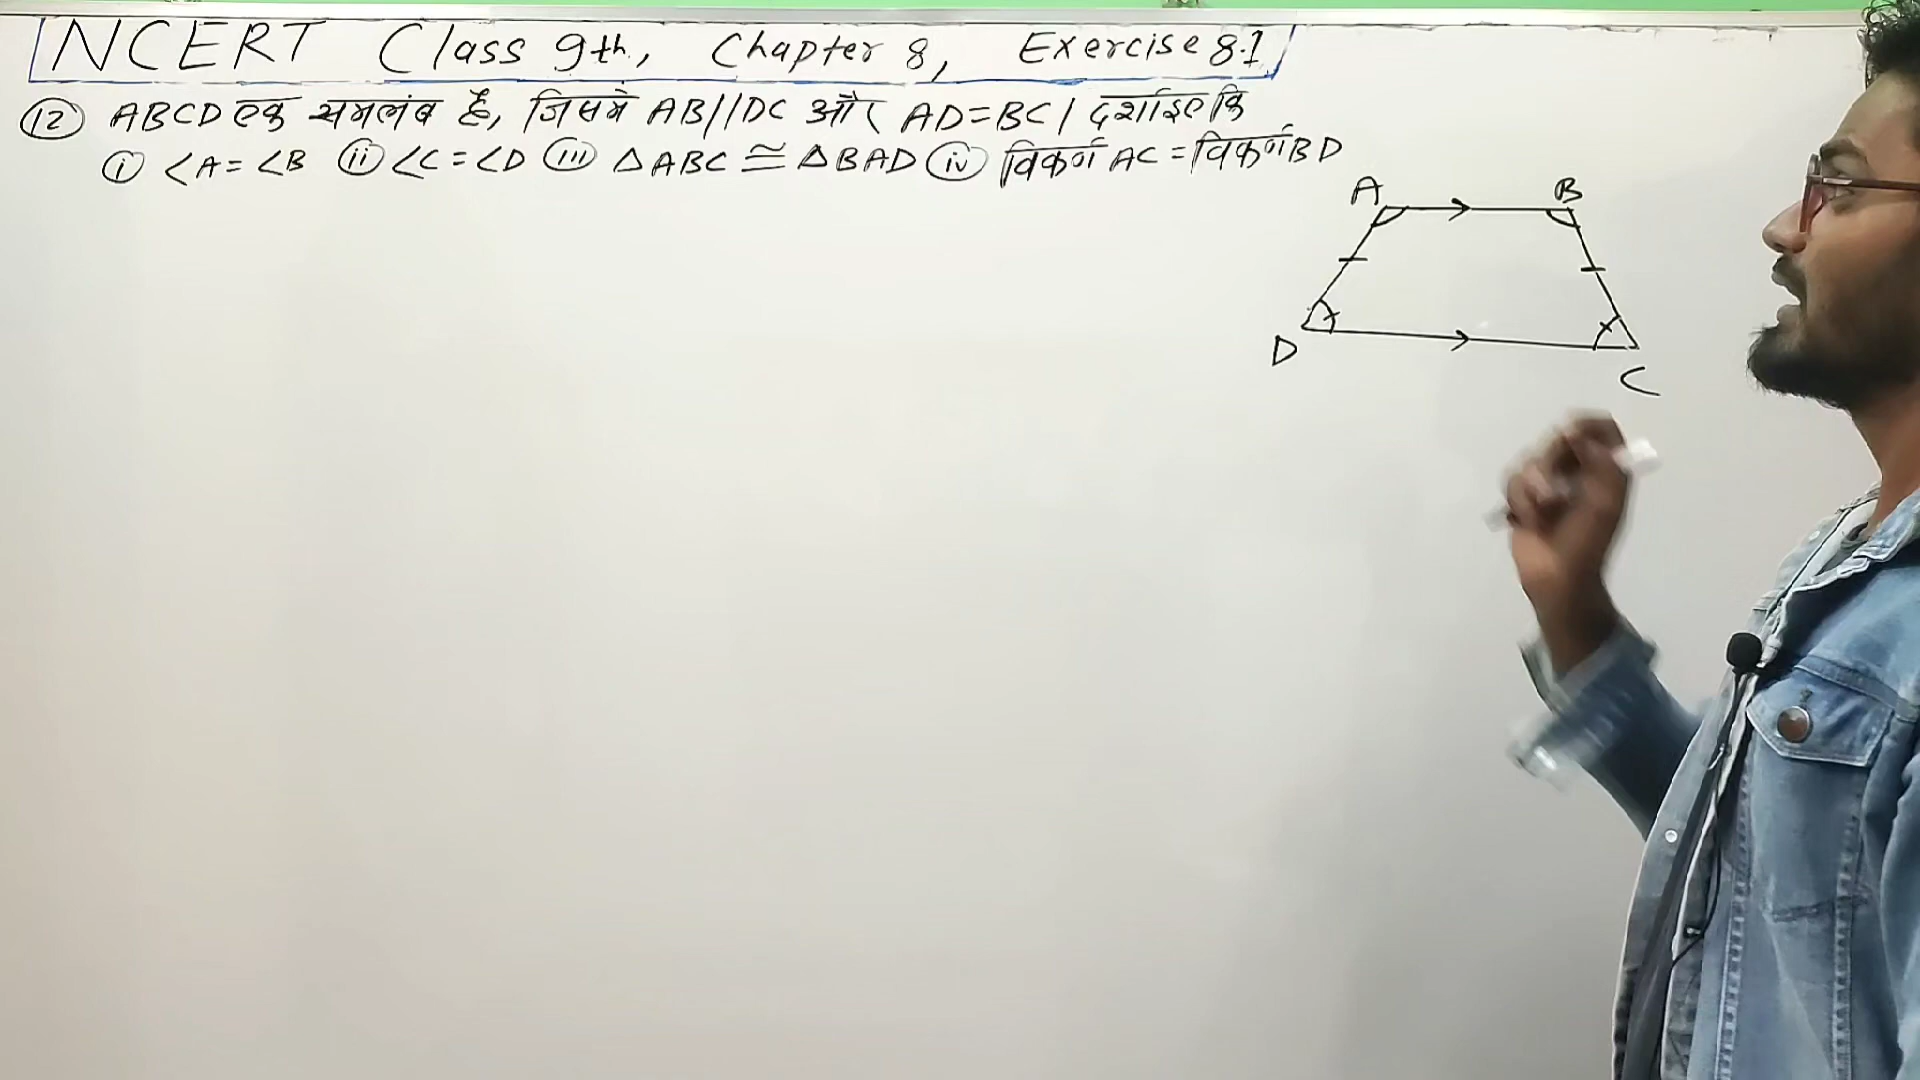 NCERT Class 9th, Chapter 8, Exercise 8.1
12 ABCD एक समलंब है, जिसमे AB//DC और AD=BC। दर्शाइए कि
i ∠A=∠B ii ∠C=∠D iii △ABC ≅ △BAD iv विकर्ण AC = विकर्ण BD
A B
D C